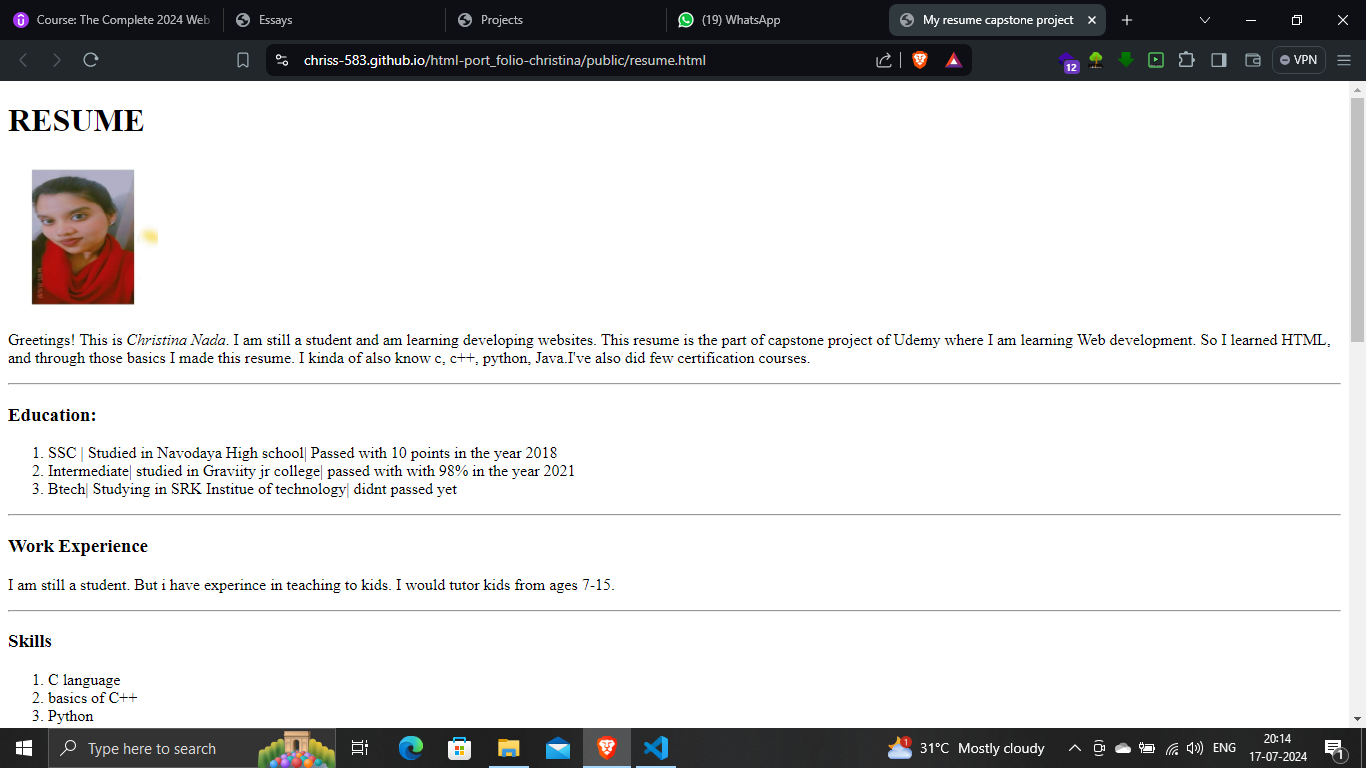 Course: The Complete 2024 Web
Essays
Projects
(19) WhatsApp
My resume capstone project
chriss-583.github.io/html-port_folio-christina/public/resume.html
12
VPN
RESUME
Greetings! This is Christina Nada. I am still a student and am learning developing websites. This resume is the part of capstone project of Udemy where I am learning Web development. So I learned HTML,
and through those basics I made this resume. I kinda of also know c, c++, python, Java.I've also did few certification courses.
Education:
1. SSC | Studied in Navodaya High school| Passed with 10 points in the year 2018
2. Intermediate| studied in Graviity jr college| passed with with 98% in the year 2021
3. Btech| Studying in SRK Institue of technology| didnt passed yet
Work Experience
I am still a student. But i have experince in teaching to kids. I would tutor kids from ages 7-15.
Skills
1. C language
2. basics of C++
3. Python
Type here to search
1
31°C Mostly cloudy
ENG
20:14
17-07-2024
1